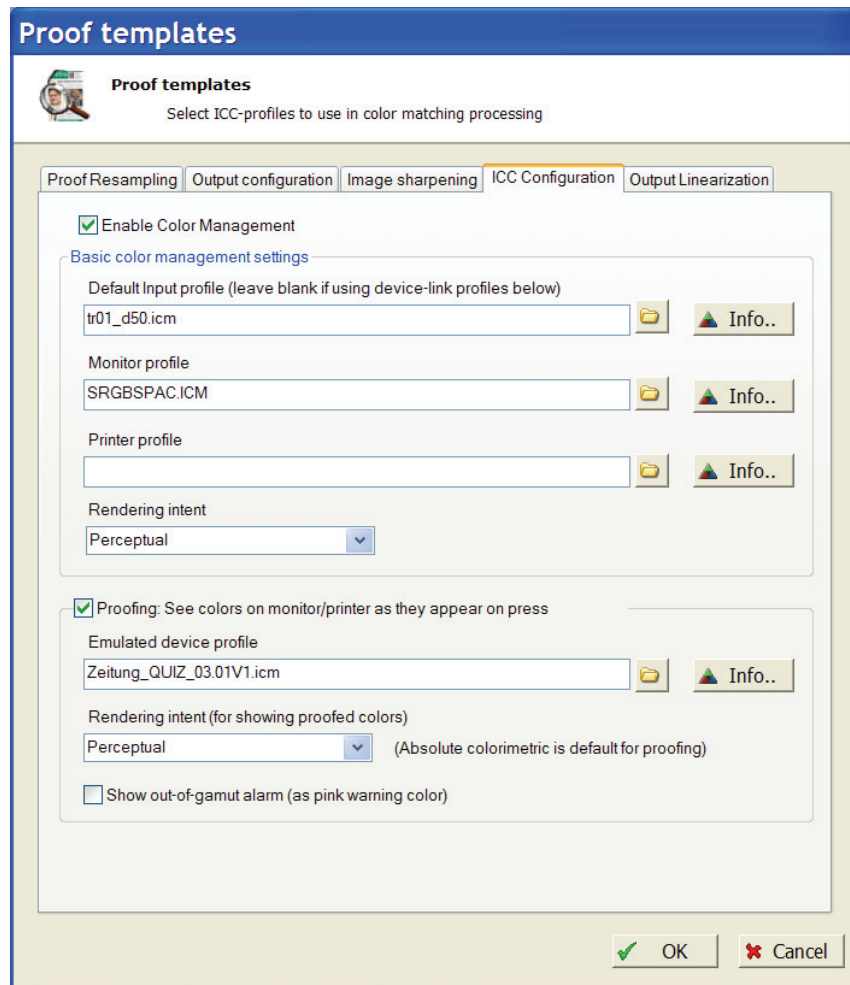 Proof templates
Proof templates
Select ICC-profiles to use in color matching processing
Proof Resampling Output configuration Image sharpening ICC Configuration Output Linearization
Enable Color Management
Basic color management settings
Default Input profile (leave blank if using device-link profiles below)
tr01_d50.icm Info..
Monitor profile
SRGBSPAC.ICM Info..
Printer profile
Info..
Rendering intent
Perceptual
Proofing: See colors on monitor/printer as they appear on press
Emulated device profile
Zeitung_QUIZ_03.01V1.icm Info..
Rendering intent (for showing proofed colors)
Perceptual (Absolute colorimetric is default for proofing)
Show out-of-gamut alarm (as pink warning color)
OK Cancel